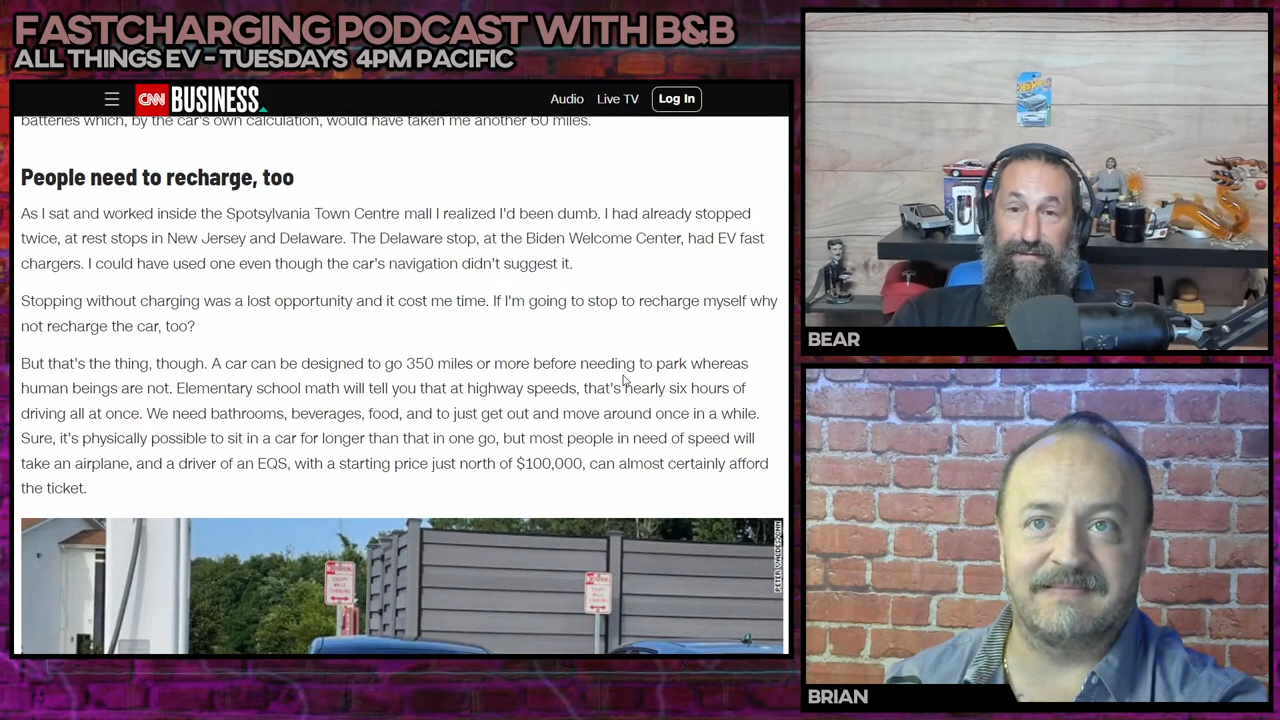 FASTCHARGING PODCAST WITH B&B
ALL THINGS EV - TUESDAYS 4PM PACIFIC
CNN BUSINESS
Audio Live TV Log In
batteries which, by the car's own calculation, would have taken me another 60 miles.
People need to recharge, too
As I sat and worked inside the Spotsylvania Town Centre mall I realized I'd been dumb. I had already stopped
twice, at rest stops in New Jersey and Delaware. The Delaware stop, at the Biden Welcome Center, had EV fast
chargers. I could have used one even though the car's navigation didn't suggest it.
Stopping without charging was a lost opportunity and it cost me time. If I'm going to stop to recharge myself why
not recharge the car, too?
But that's the thing, though. A car can be designed to go 350 miles or more before needing to park whereas
human beings are not. Elementary school math will tell you that at highway speeds, that's nearly six hours of
driving all at once. We need bathrooms, beverages, food, and to just get out and move around once in a while.
Sure, it's physically possible to sit in a car for longer than that in one go, but most people in need of speed will
take an airplane, and a driver of an EQS, with a starting price just north of $100,000, can almost certainly afford
the ticket.
PETER VALDES-
BEAR
BRIAN